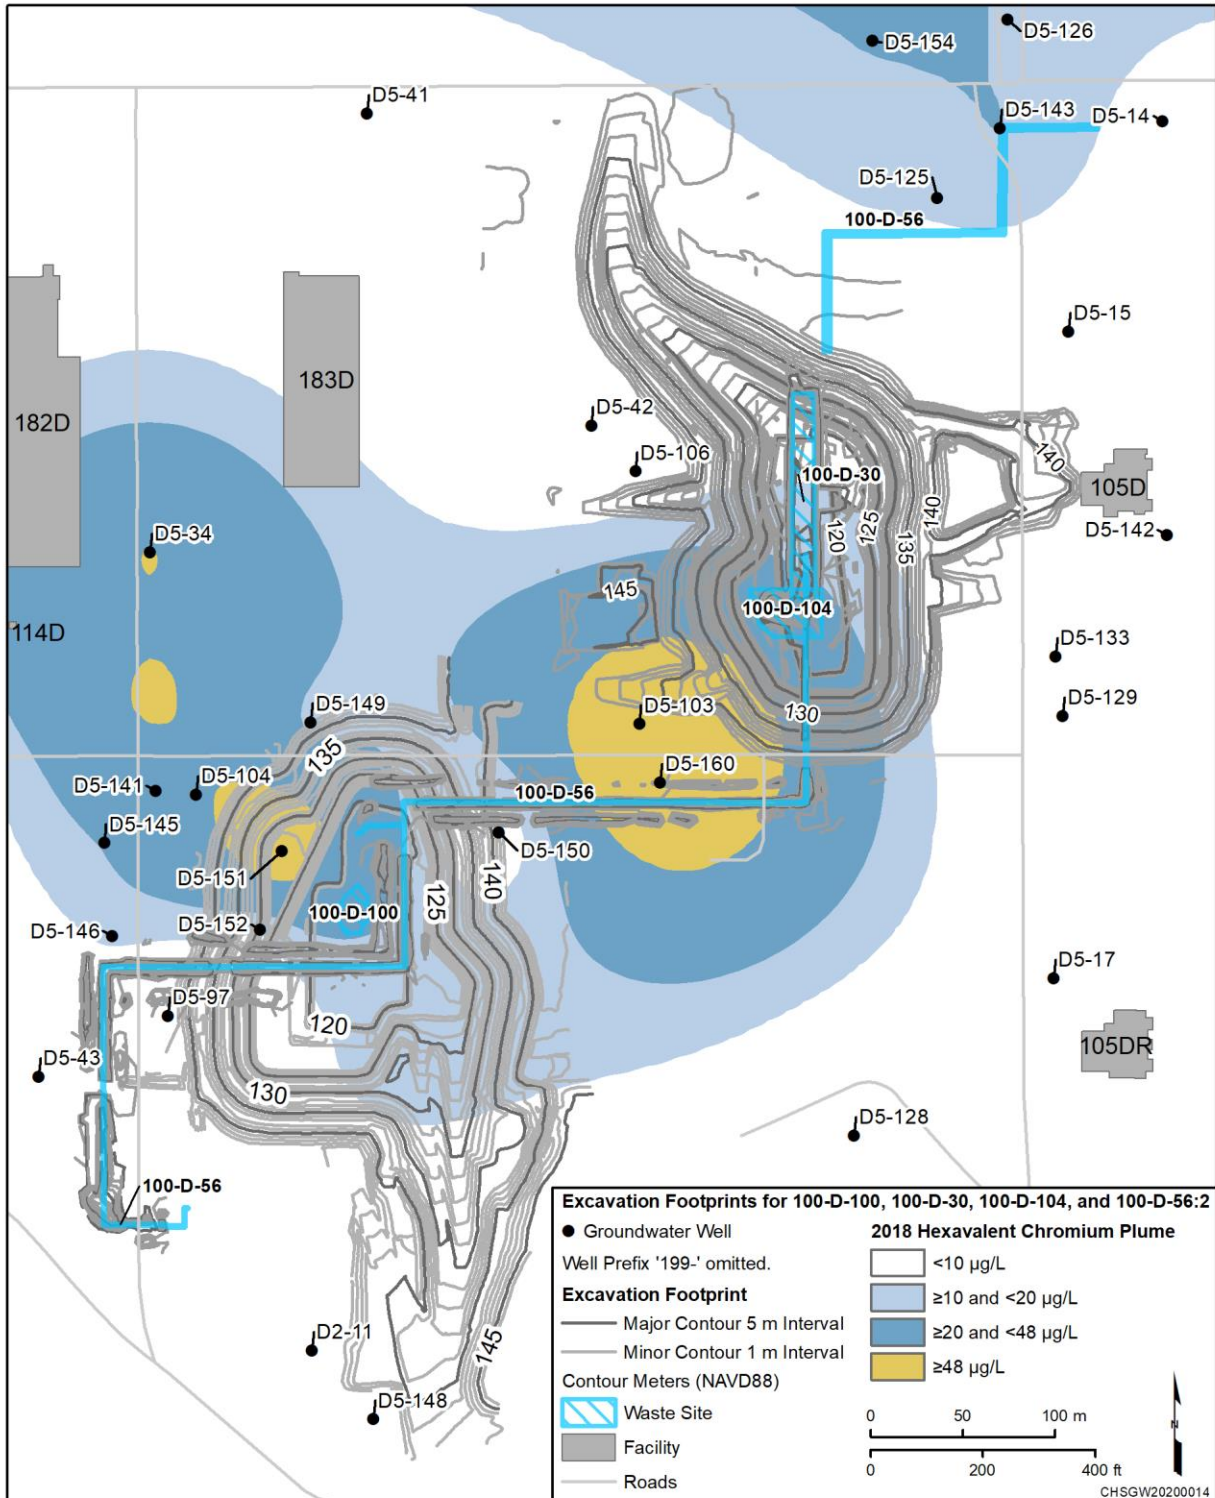 D5-126
D5-154
D5-41
D5-143
D5-14
D5-125
100-D-56
D5-15
182D
183D
D5-42
D5-106
140
100-D-30
105D
125
140
120
135
D5-142
D5-34
145
100-D-104
114D
D5-133
D5-149
D5-103
130
D5-129
135
D5-141
D5-104
D5-160
100-D-56
D5-145
D5-150
D5-151
140
125
100-D-100
D5-146
D5-152
D5-17
D5-97
120
105DR
D5-43
130
D5-128
100-D-56
D2-11
145
D5-148
Excavation Footprints for 100-D-100, 100-D-30, 100-D-104, and 100-D-56:2
Groundwater Well
Well Prefix '199-' omitted.
Excavation Footprint
Major Contour 5 m Interval
Minor Contour 1 m Interval
Contour Meters (NAVD88)
Waste Site
Facility
Roads
2018 Hexavalent Chromium Plume
<10 µg/L
≥10 and <20 µg/L
≥20 and <48 µg/L
≥48 µg/L
0 50 100 m
0 200 400 ft
N
CHSGW20200014